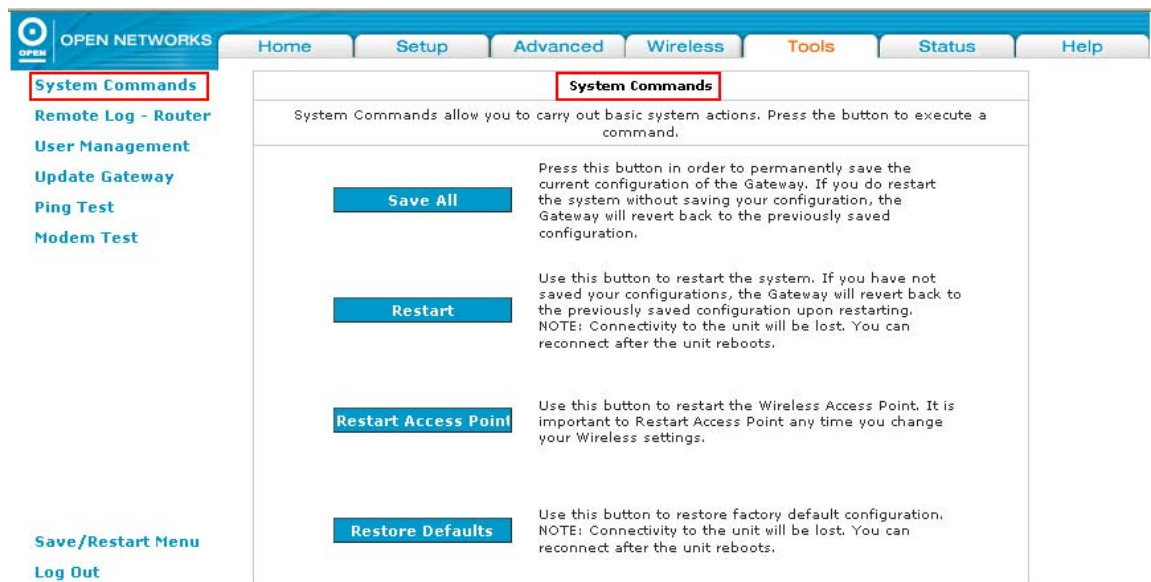 OPEN
OPEN NETWORKS
Home Setup Advanced Wireless Tools Status Help
System Commands
Remote Log - Router
User Management
Update Gateway
Ping Test
Modem Test
Save/Restart Menu
Log Out
System Commands
System Commands allow you to carry out basic system actions. Press the button to execute a
command.
Save All
Press this button in order to permanently save the
current configuration of the Gateway. If you do restart
the system without saving your configuration, the
Gateway will revert back to the previously saved
configuration.
Restart
Use this button to restart the system. If you have not
saved your configurations, the Gateway will revert back to
the previously saved configuration upon restarting.
NOTE: Connectivity to the unit will be lost. You can
reconnect after the unit reboots.
Restart Access Point
Use this button to restart the Wireless Access Point. It is
important to Restart Access Point any time you change
your Wireless settings.
Restore Defaults
Use this button to restore factory default configuration.
NOTE: Connectivity to the unit will be lost. You can
reconnect after the unit reboots.